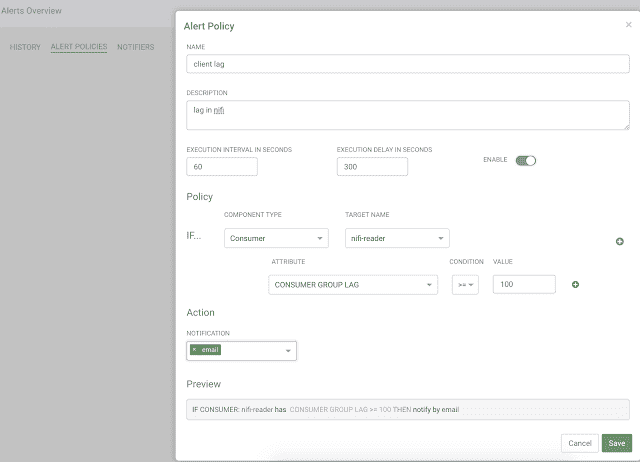 Alerts Overview
HISTORY ALERT POLICIES NOTIFIERS
Alert Policy ×
NAME
client lag
DESCRIPTION
lag in nifi
EXECUTION INTERVAL IN SECONDS EXECUTION DELAY IN SECONDS ENABLE
60 300
Policy
COMPONENT TYPE TARGET NAME
IF... Consumer nifi-reader
ATTRIBUTE CONDITION VALUE
CONSUMER GROUP LAG >= 100
Action
NOTIFICATION
× email
Preview
IF CONSUMER: nifi-reader has CONSUMER GROUP LAG >= 100 THEN notify by email
Cancel Save